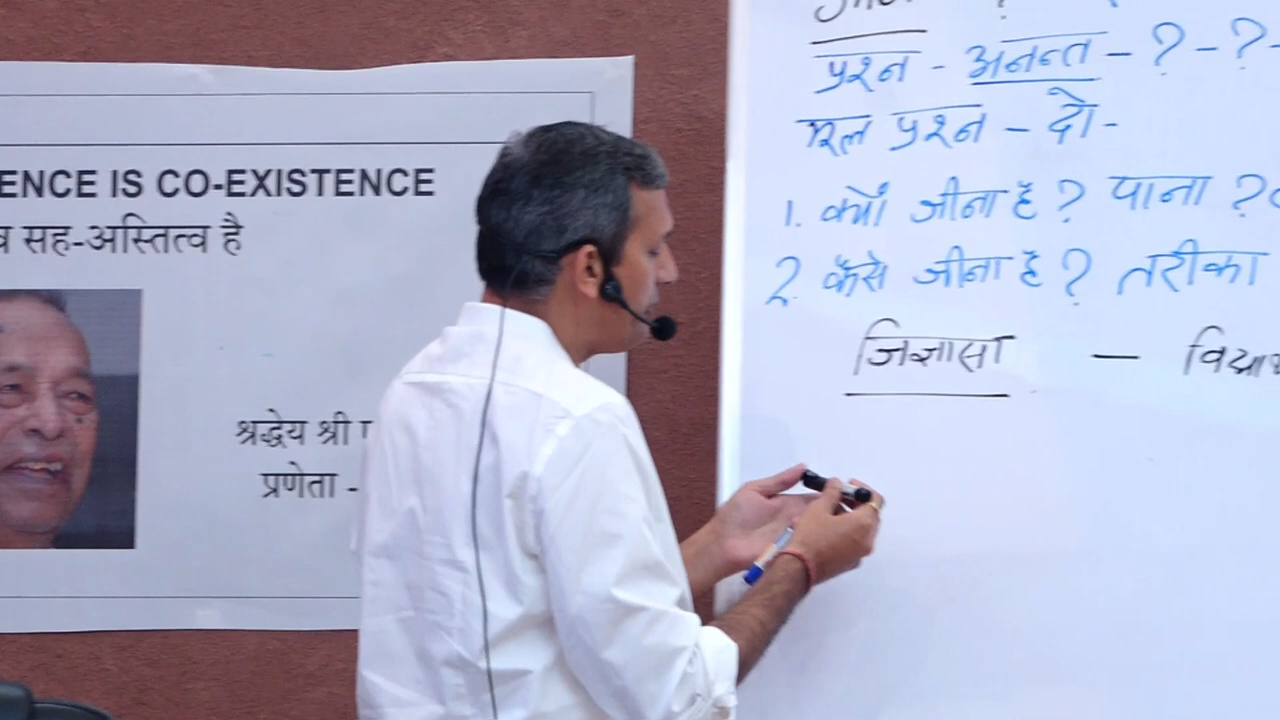 ENCE IS CO-EXISTENCE
सह-अस्तित्व है
श्रद्धेय श्री
प्रणेता -
प्रश्न - अनन्त - ? - ? -
मूल प्रश्न - दो -
1. क्यों जीना है ? पाना ?
2. कैसे जीना है ? तरीका
जिज्ञासा —